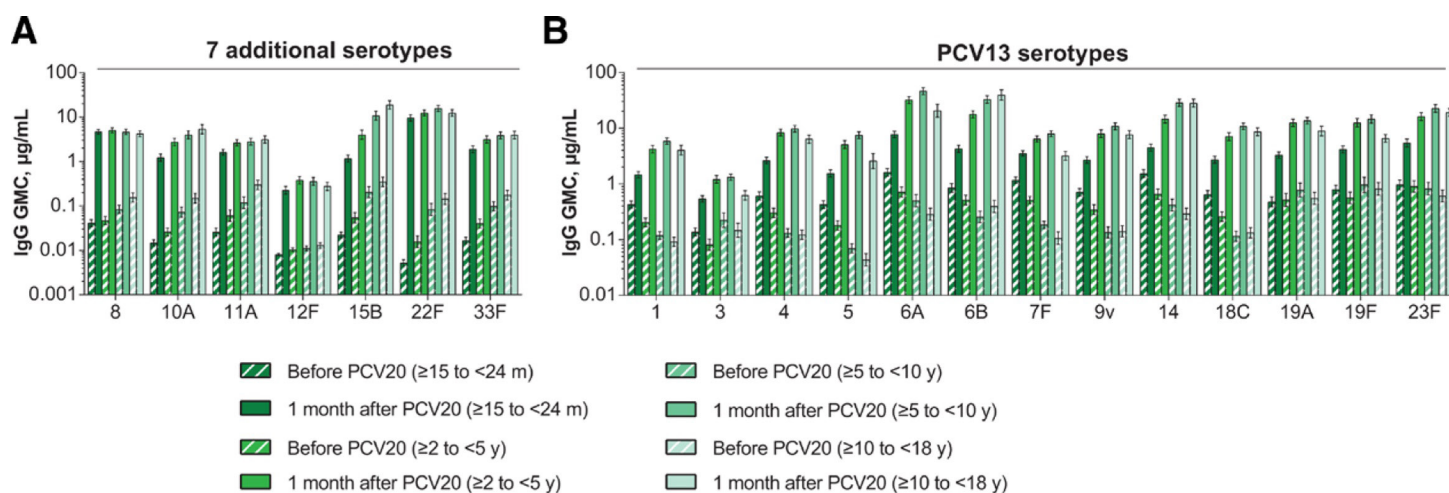 A
7 additional serotypes
IgG GMC, µg/mL
100
10
1
0.1
0.01
0.001
8 10A 11A 12F 15B 22F 33F
B
PCV13 serotypes
IgG GMC, µg/mL
100
10
1
0.1
0.01
1 3 4 5 6A 6B 7F 9v 14 18C 19A 19F 23F
Before PCV20 (≥15 to <24 m)
1 month after PCV20 (≥15 to <24 m)
Before PCV20 (≥2 to <5 y)
1 month after PCV20 (≥2 to <5 y)
Before PCV20 (≥5 to <10 y)
1 month after PCV20 (≥5 to <10 y)
Before PCV20 (≥10 to <18 y)
1 month after PCV20 (≥10 to <18 y)